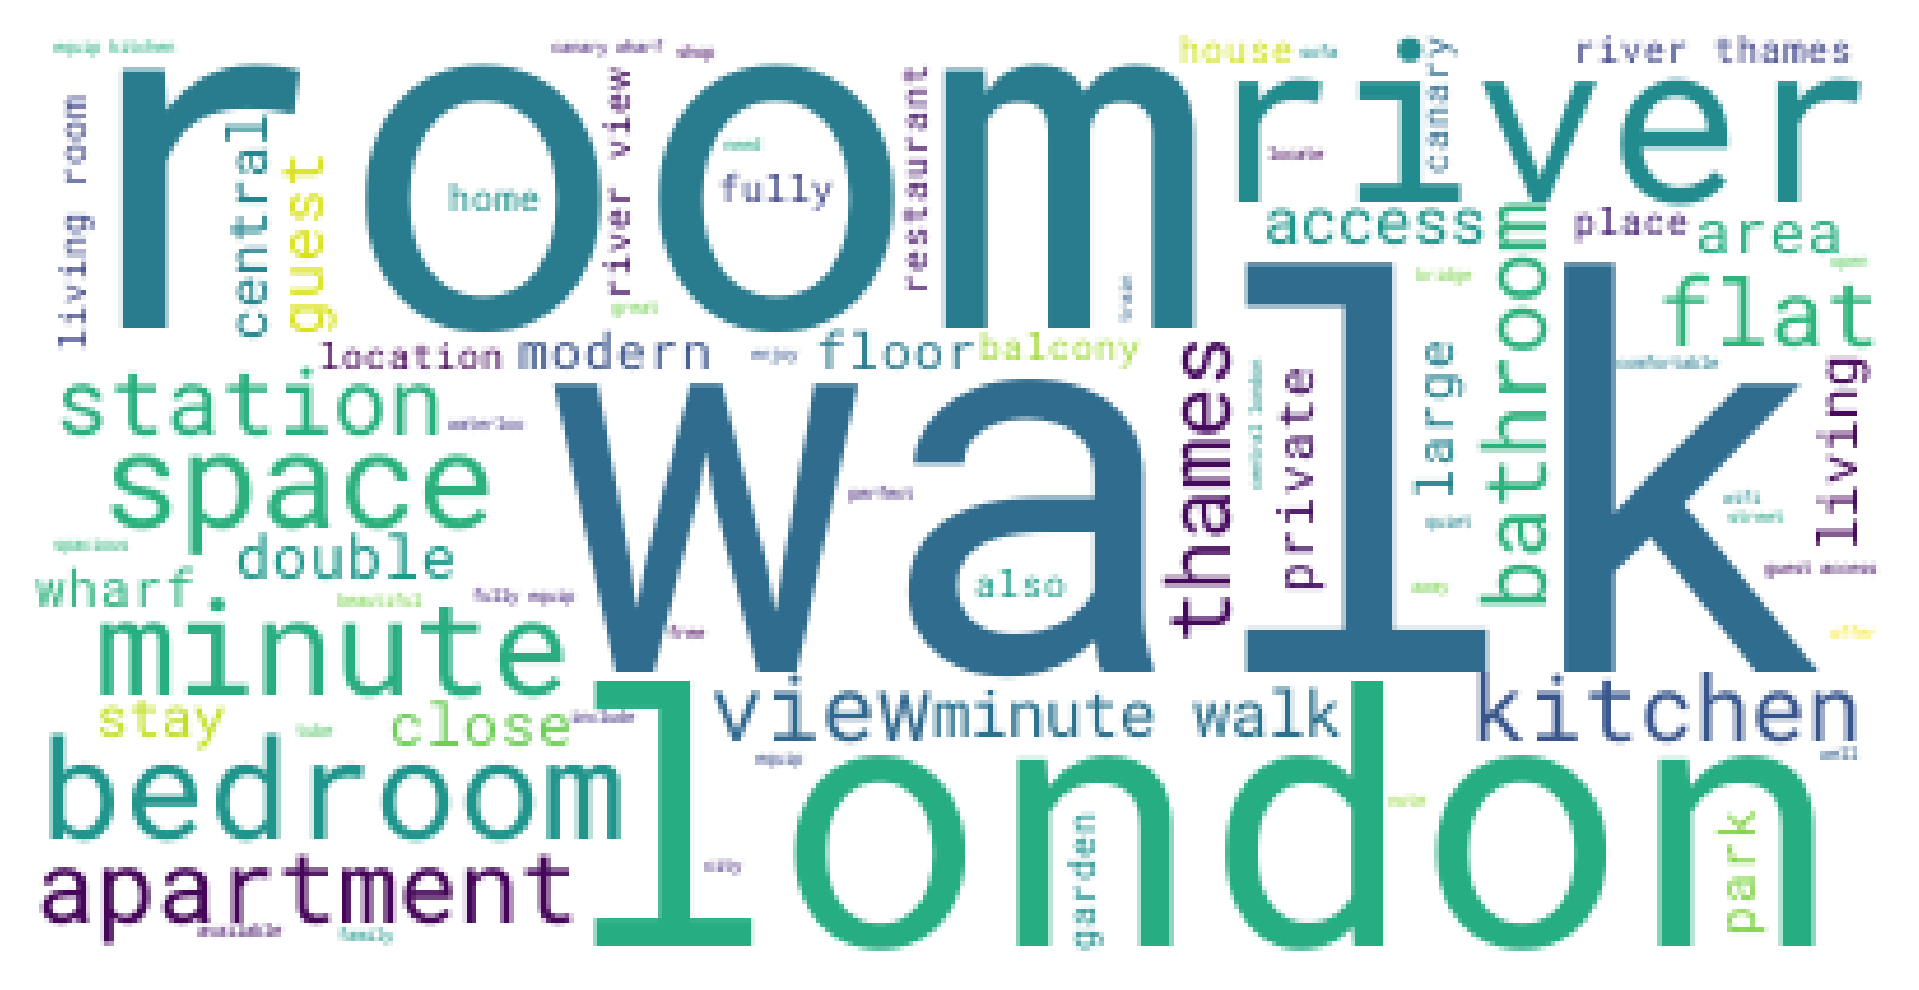 equip kitchen
canary wharf
shop
house
sofa
canary
river thames
room
river
living room
central
guest
home
river view
need
fully
restaurant
locate
access
place
area
bathroom
open
great
train
bridge
flat
location
modern
enjoy
floor
balcony
thames
central london
private
large
comfortable
living
station
waterloo
walk
space
perfect
quiet
wifi
street
spacious
double
wharf
beautiful
fully equip
also
away
guest access
minute
free
offer
stay
tube
close
include
view
minute walk
kitchen
well
bedroom
equip
london
garden
park
city
apartment
available
family